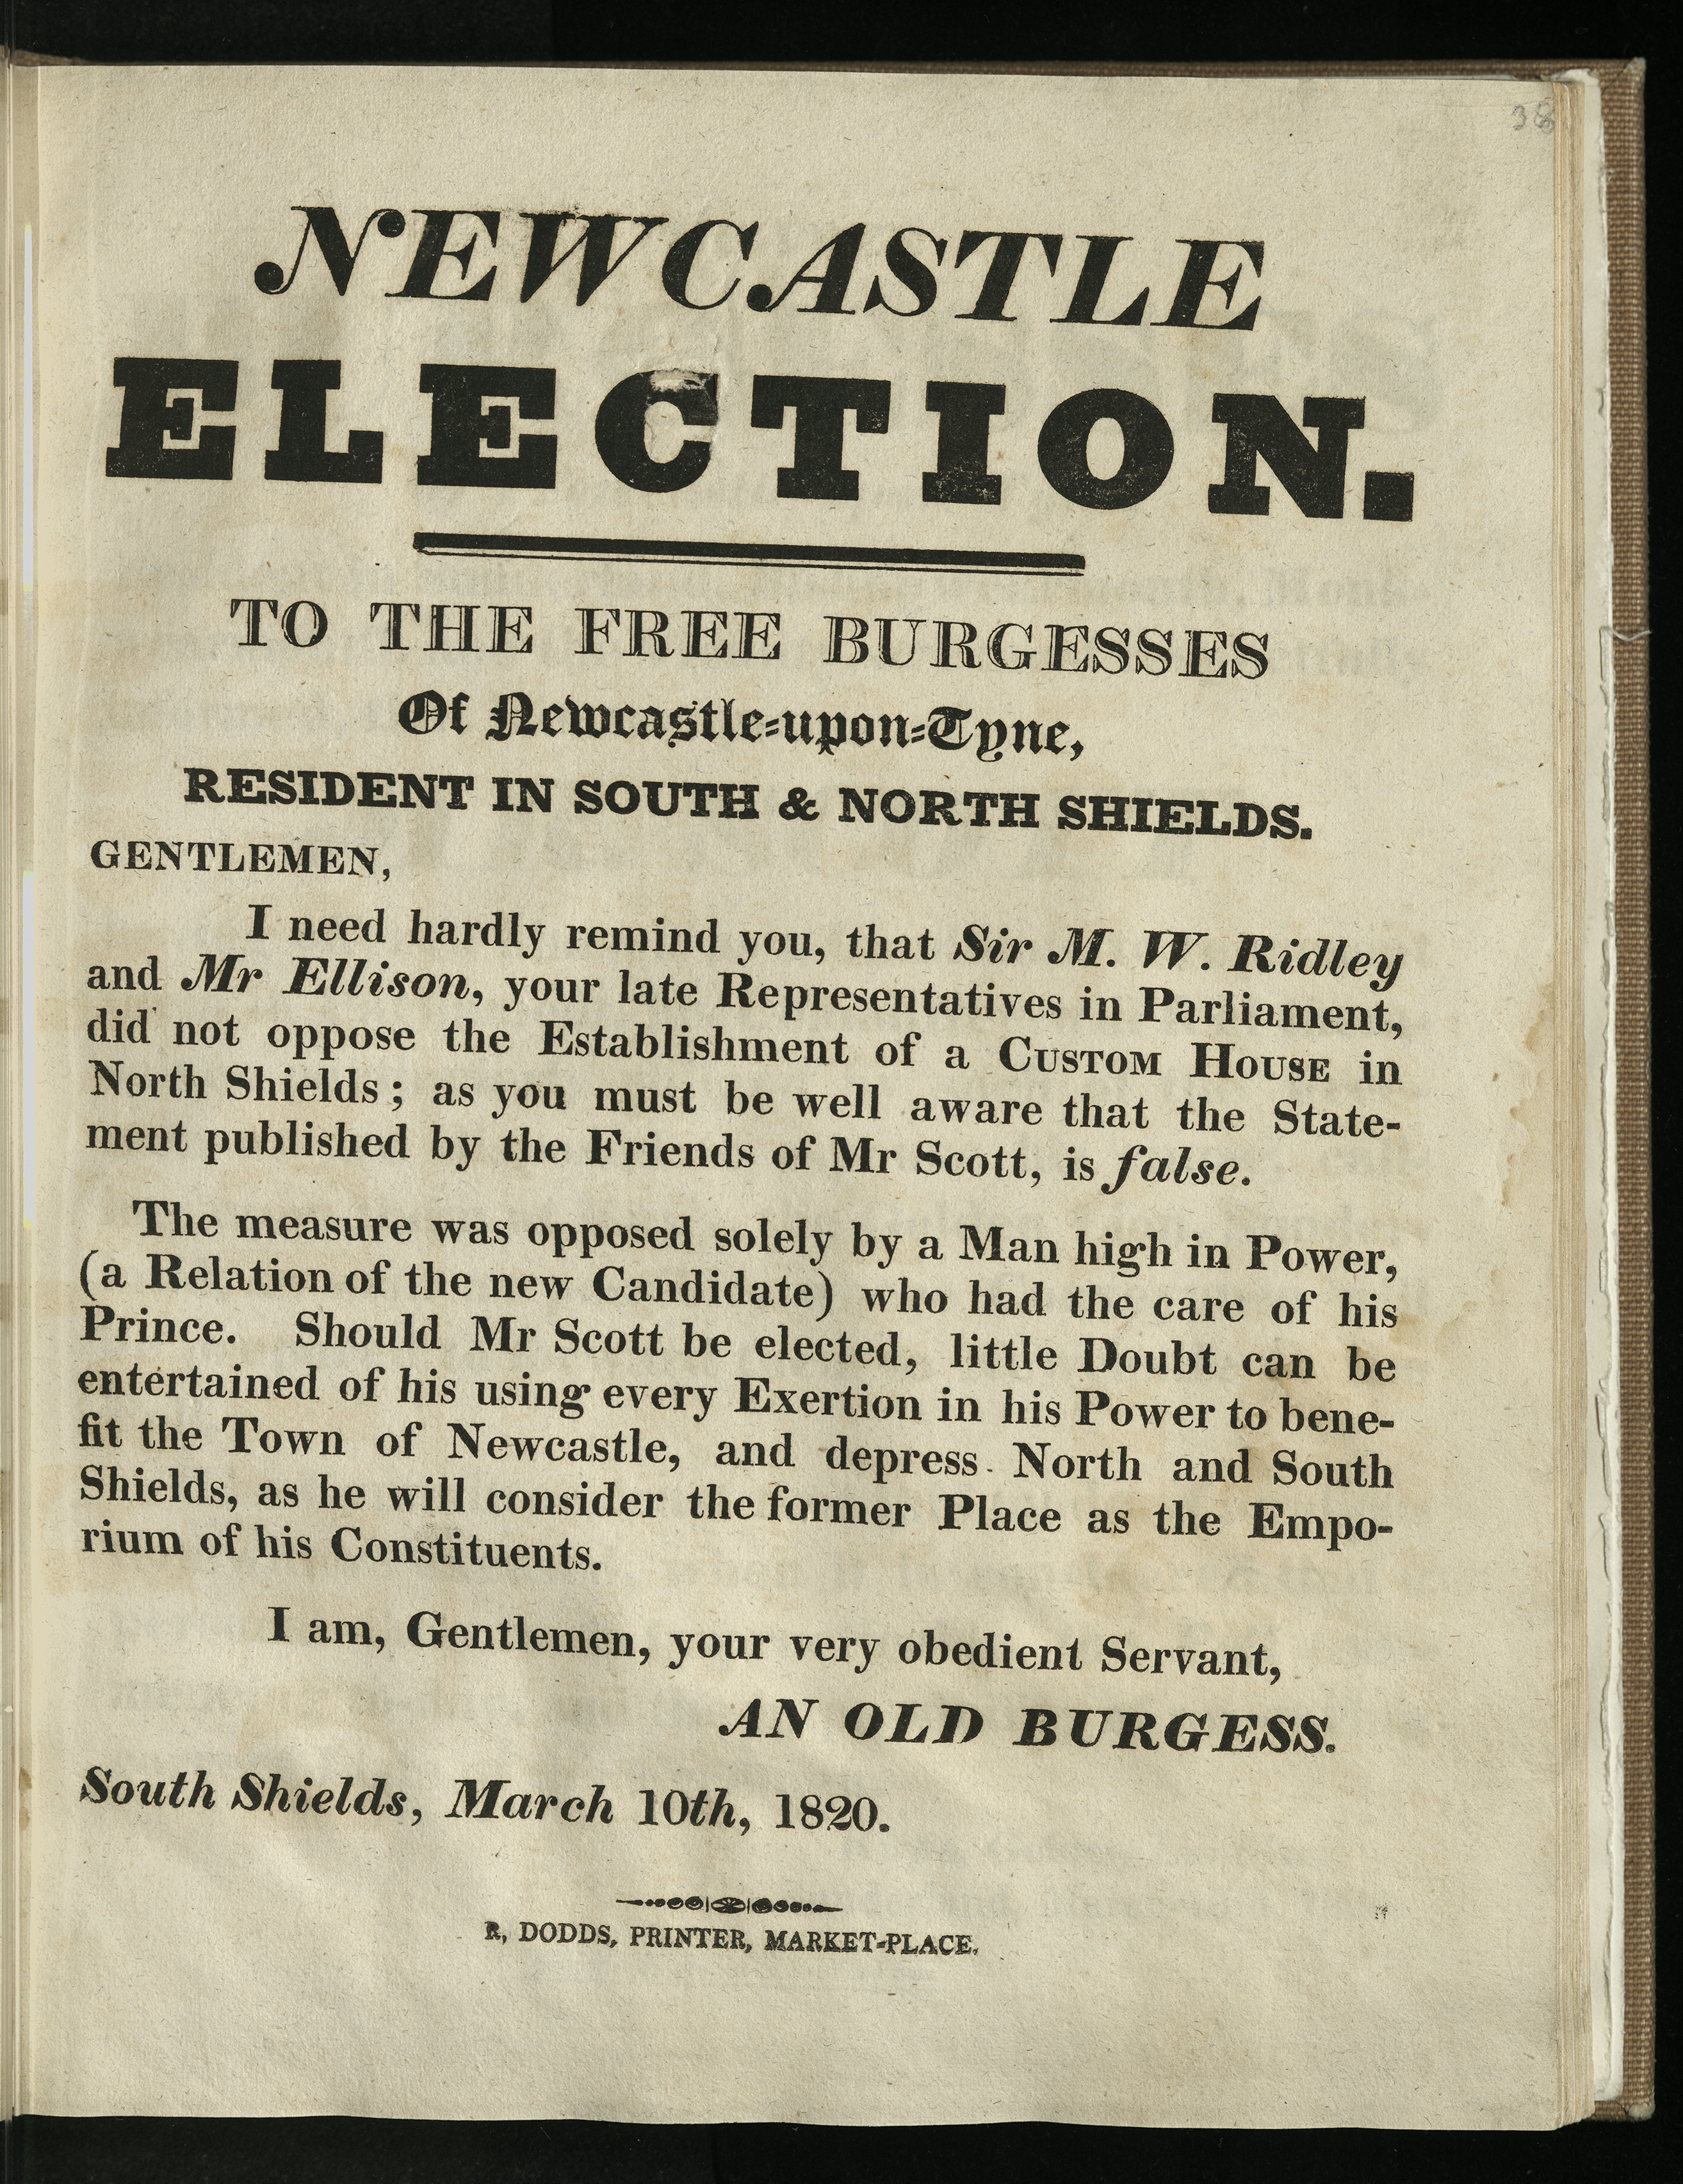 38
NEWCASTLE
ELECTION.
TO THE FREE BURGESSES
Of Newcastle-upon-Tyne,
RESIDENT IN SOUTH & NORTH SHIELDS.
GENTLEMEN,
I need hardly remind you, that Sir M. W. Ridley
and Mr Ellison, your late Representatives in Parliament,
did not oppose the Establishment of a CUSTOM HOUSE in
North Shields; as you must be well aware that the State-
ment published by the Friends of Mr Scott, is false.
The measure was opposed solely by a Man high in Power,
(a Relation of the new Candidate) who had the care of his
Prince. Should Mr Scott be elected, little Doubt can be
entertained of his using every Exertion in his Power to bene-
fit the Town of Newcastle, and depress North and South
Shields, as he will consider the former Place as the Empo-
rium of his Constituents.
I am, Gentlemen, your very obedient Servant,
AN OLD BURGESS.
South Shields, March 10th, 1820.
R, DODDS, PRINTER, MARKET-PLACE.